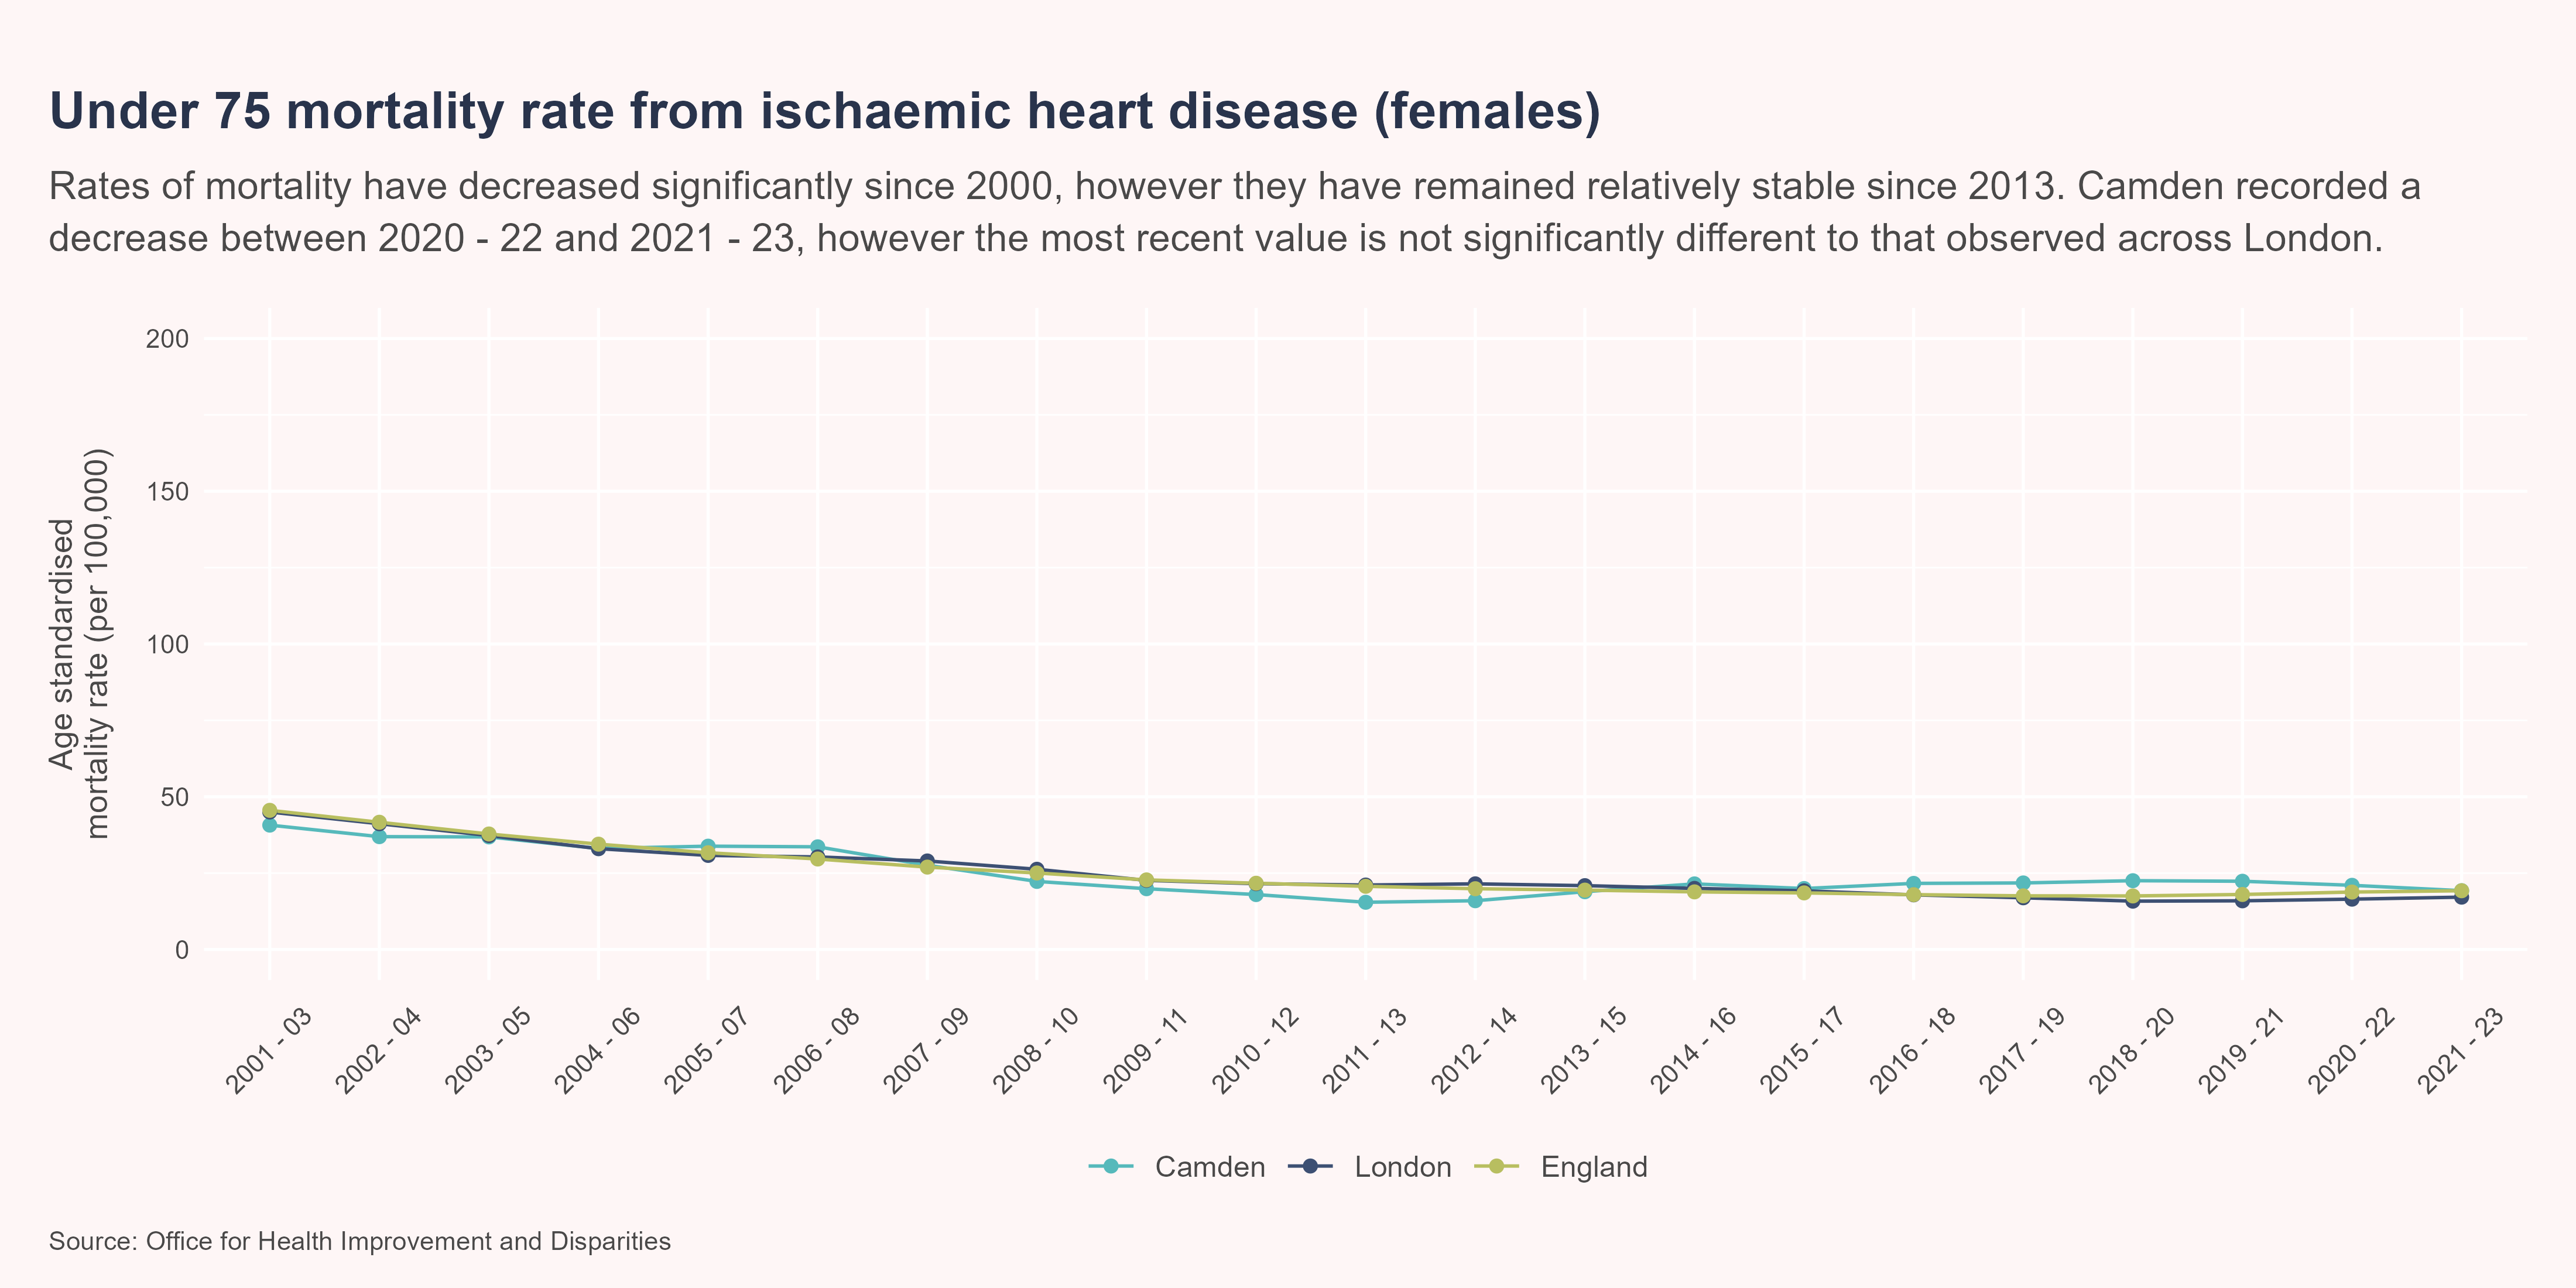 Under 75 mortality rate from ischaemic heart disease (females)
Rates of mortality have decreased significantly since 2000, however they have remained relatively stable since 2013. Camden recorded a
decrease between 2020 - 22 and 2021 - 23, however the most recent value is not significantly different to that observed across London.
Age standardised
mortality rate (per 100,000)
200
150
100
50
0
2001 - 03
2002 - 04
2003 - 05
2004 - 06
2005 - 07
2006 - 08
2007 - 09
2008 - 10
2009 - 11
2010 - 12
2011 - 13
2012 - 14
2013 - 15
2014 - 16
2015 - 17
2016 - 18
2017 - 19
2018 - 20
2019 - 21
2020 - 22
2021 - 23
Camden
London
England
Source: Office for Health Improvement and Disparities